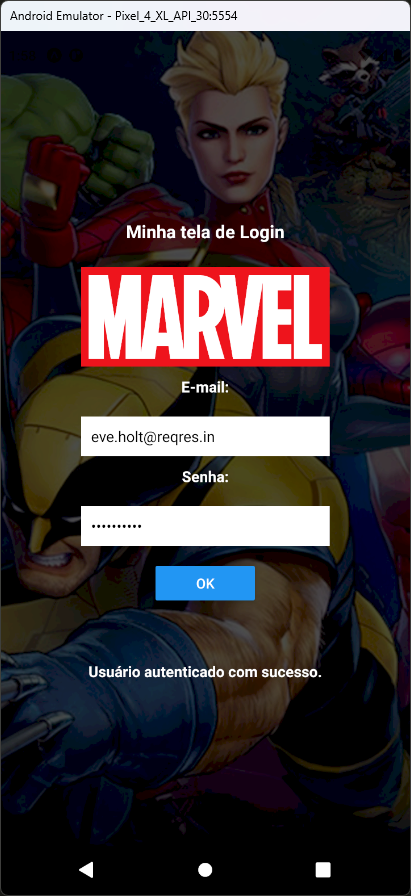 Android Emulator - Pixel_4_XL_API_30:5554
Minha tela de Login
MARVEL
E-mail:
eve.holt@reqres.in
Senha:
••••••••••
OK
Usuário autenticado com sucesso.